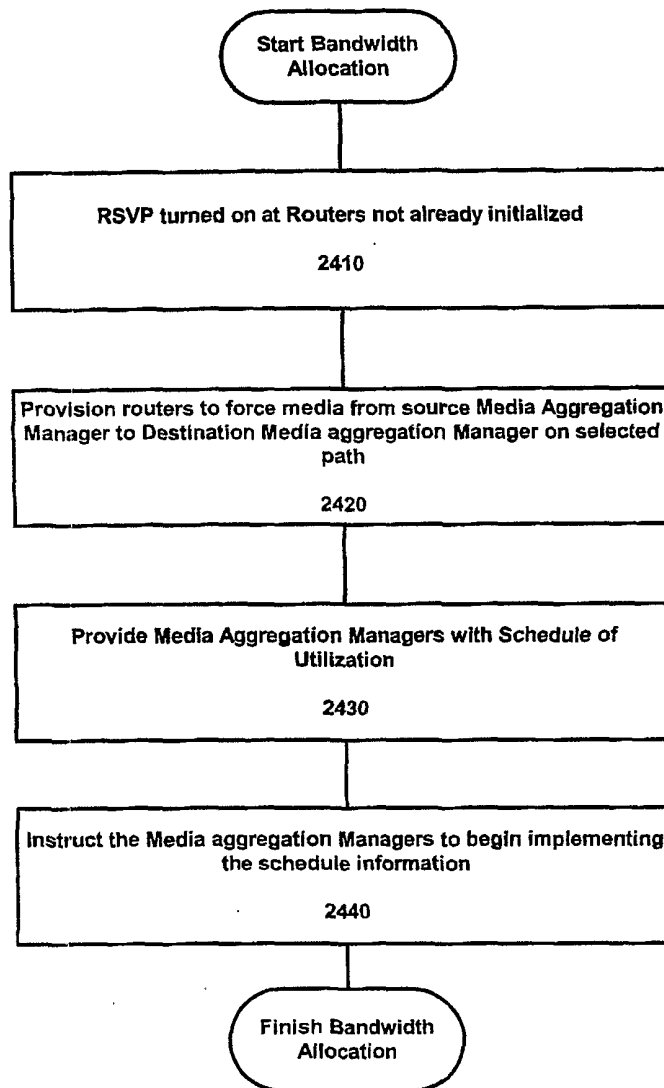 Start Bandwidth
Allocation
RSVP turned on at Routers not already initialized
2410
Provision routers to force media from source Media Aggregation
Manager to Destination Media aggregation Manager on selected
path
2420
Provide Media Aggregation Managers with Schedule of
Utilization
2430
Instruct the Media aggregation Managers to begin implementing
the schedule information
2440
Finish Bandwidth
Allocation